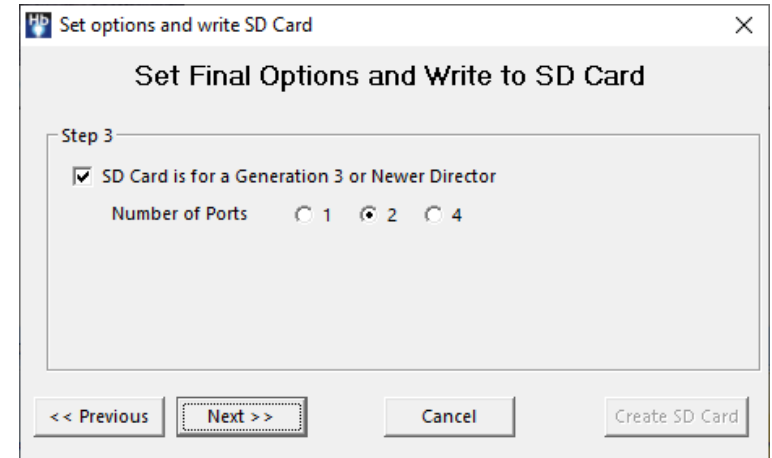 Hb Set options and write SD Card
Set Final Options and Write to SD Card
Step 3
SD Card is for a Generation 3 or Newer Director
Number of Ports 1 2 4
<< Previous Next >> Cancel Create SD Card